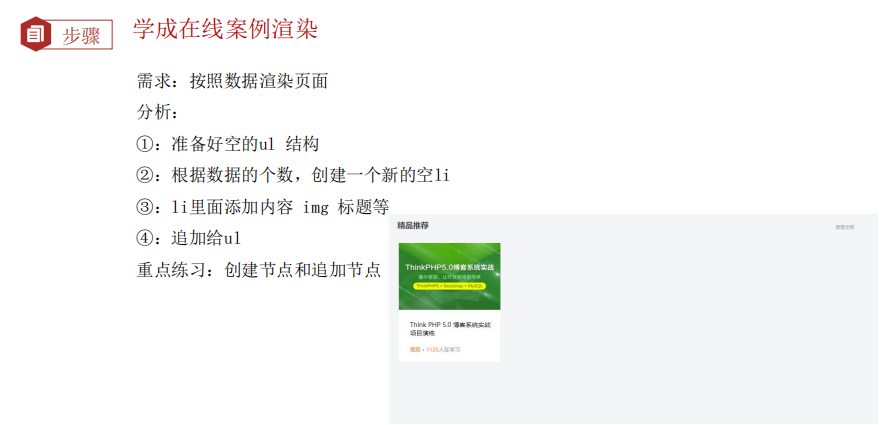 步骤
学成在线案例渲染
需求：按照数据渲染页面
分析：
①：准备好空的ul 结构
②：根据数据的个数，创建一个新的空li
③：li里面添加内容 img 标题等
④：追加给ul
重点练习：创建节点和追加节点
精品推荐
查看全部
ThinkPHP5.0博客系统实战
ThinkPHP5 + Bootstrap + MySQL
Think PHP 5.0 博客系统实战
项目演练
高级 • 1125人在学习